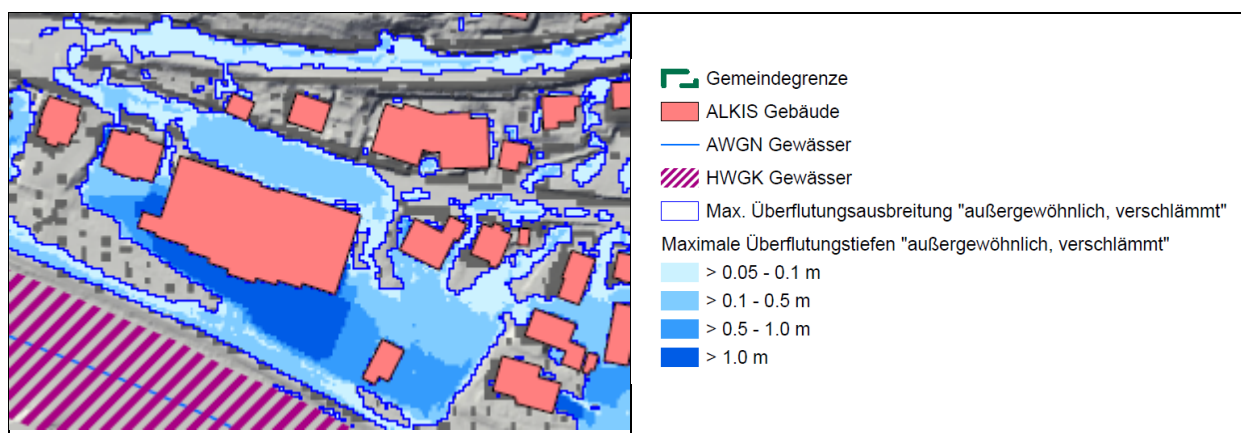 Gemeindegrenze
ALKIS Gebäude
AWGN Gewässer
HWGK Gewässer
Max. Überflutungsausbreitung "außergewöhnlich, verschlämmt"
Maximale Überflutungstiefen "außergewöhnlich, verschlämmt"
> 0.05 - 0.1 m
> 0.1 - 0.5 m
> 0.5 - 1.0 m
> 1.0 m